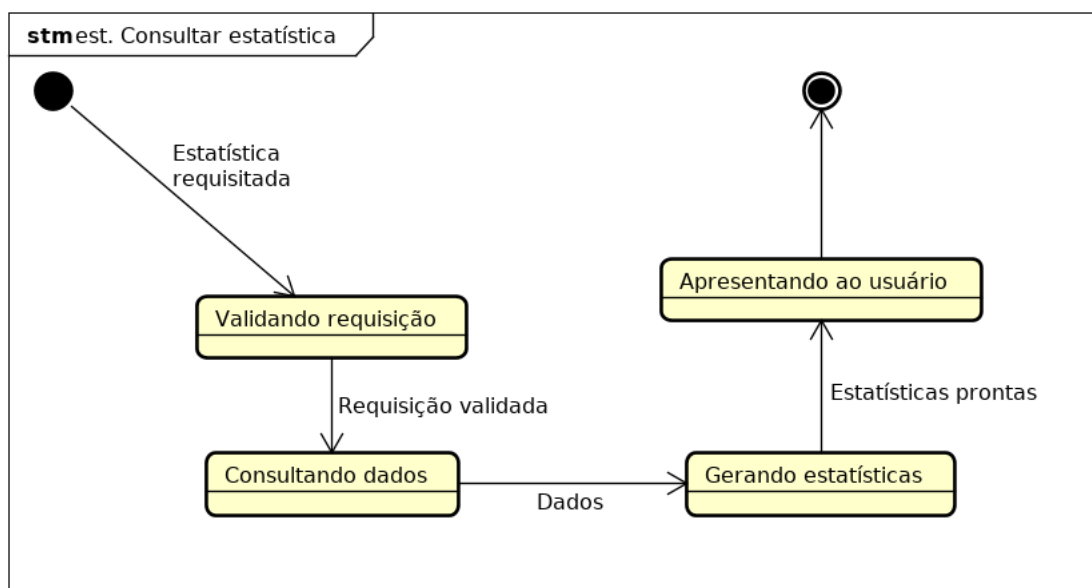 stm est. Consultar estatística
Estatística
requisitada
Validando requisição
Requisição validada
Consultando dados
Dados
Gerando estatísticas
Estatísticas prontas
Apresentando ao usuário